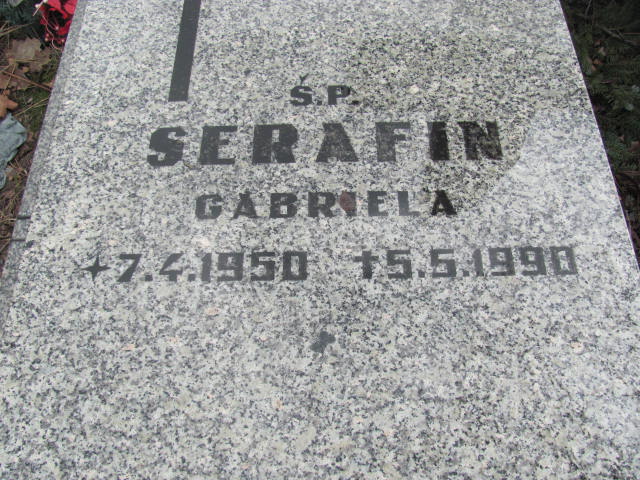 Ś.P.
SERAFIN
GABRIELA
7.4.1950 †5.5.1990